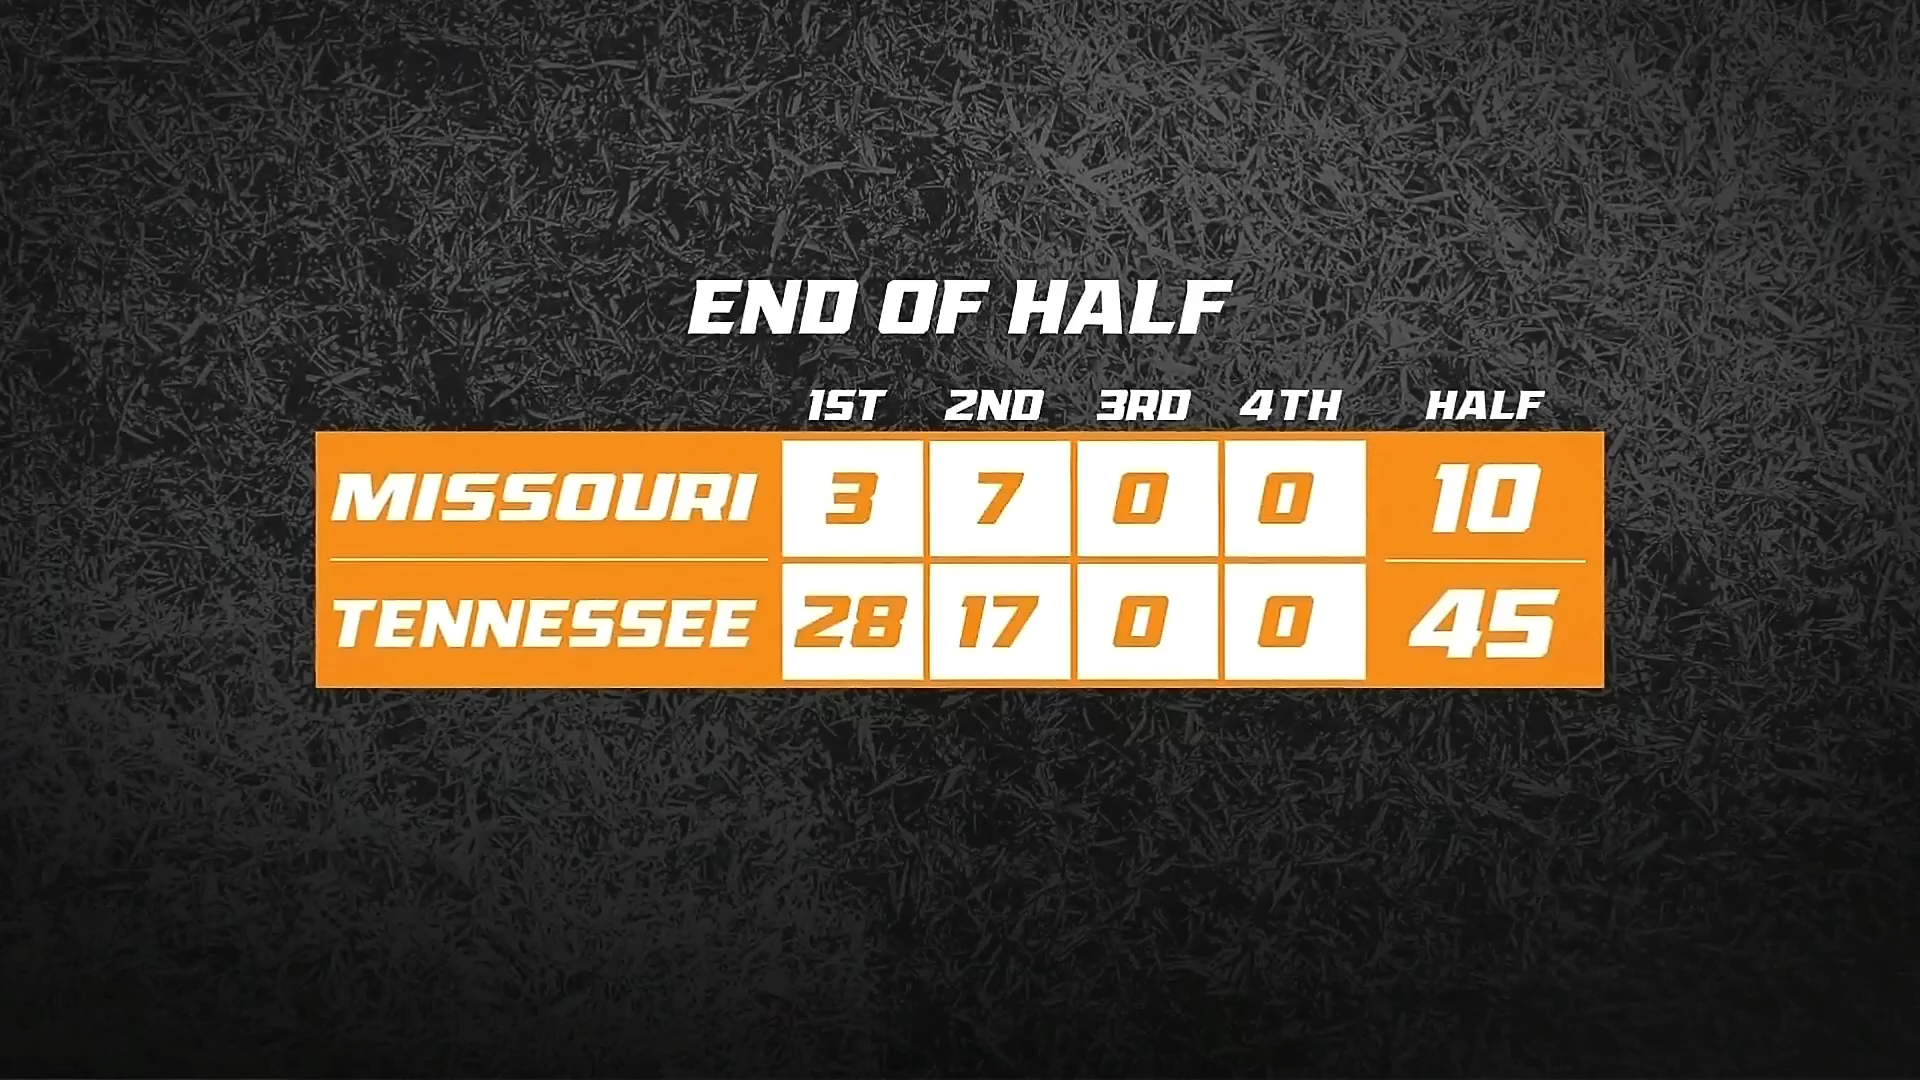 END OF HALF
1ST 2ND 3RD 4TH HALF
MISSOURI 3 7 0 0 10
TENNESSEE 28 17 0 0 45